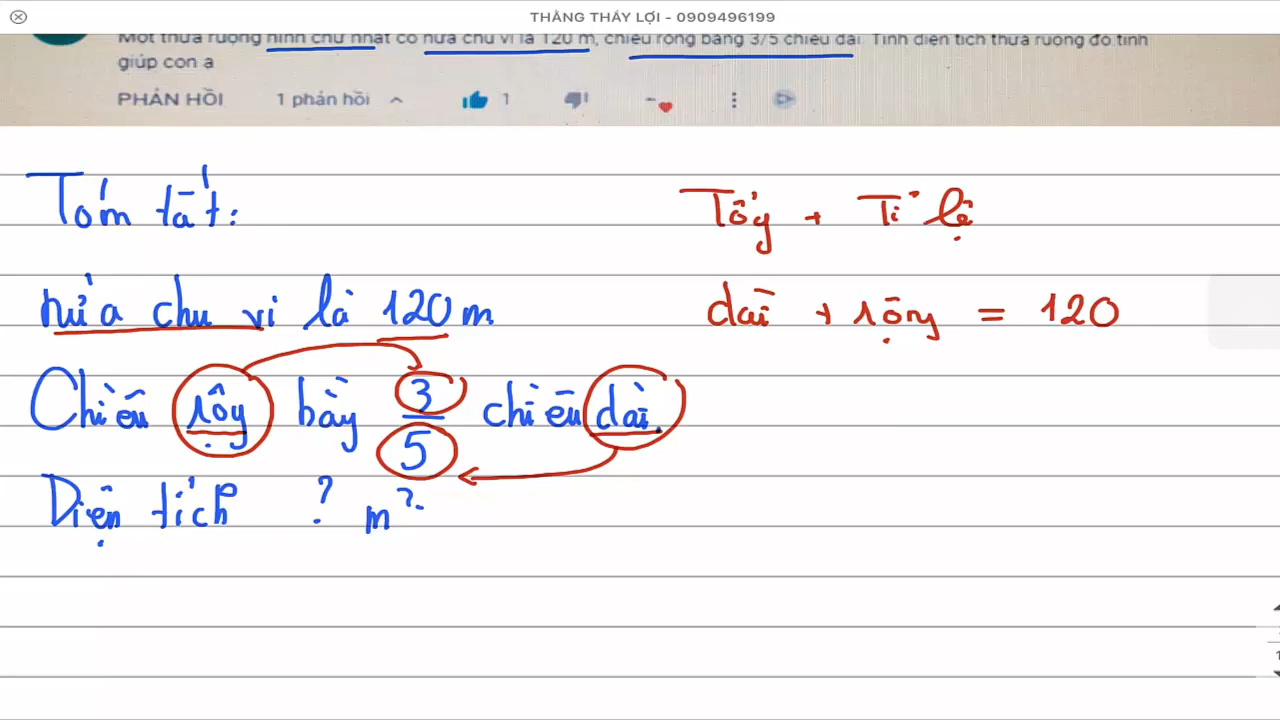 THẦNG THẦY LỢI - 0909496199
Một thửa ruộng hình chữ nhật có nửa chu vi là 120 m, chiều rộng bằng 3/5 chiều dài. Tính diện tích thửa ruộng đó tính
giúp con ạ
PHẢN HỒI 1 phản hồi 1
Tóm tắt:
Tổng + Tỉ lệ
nửa chu vi là 120 m
dài + rộng = 120
Chiều rộng bằng 3/5 chiều dài.
Diện tích ? m²
1